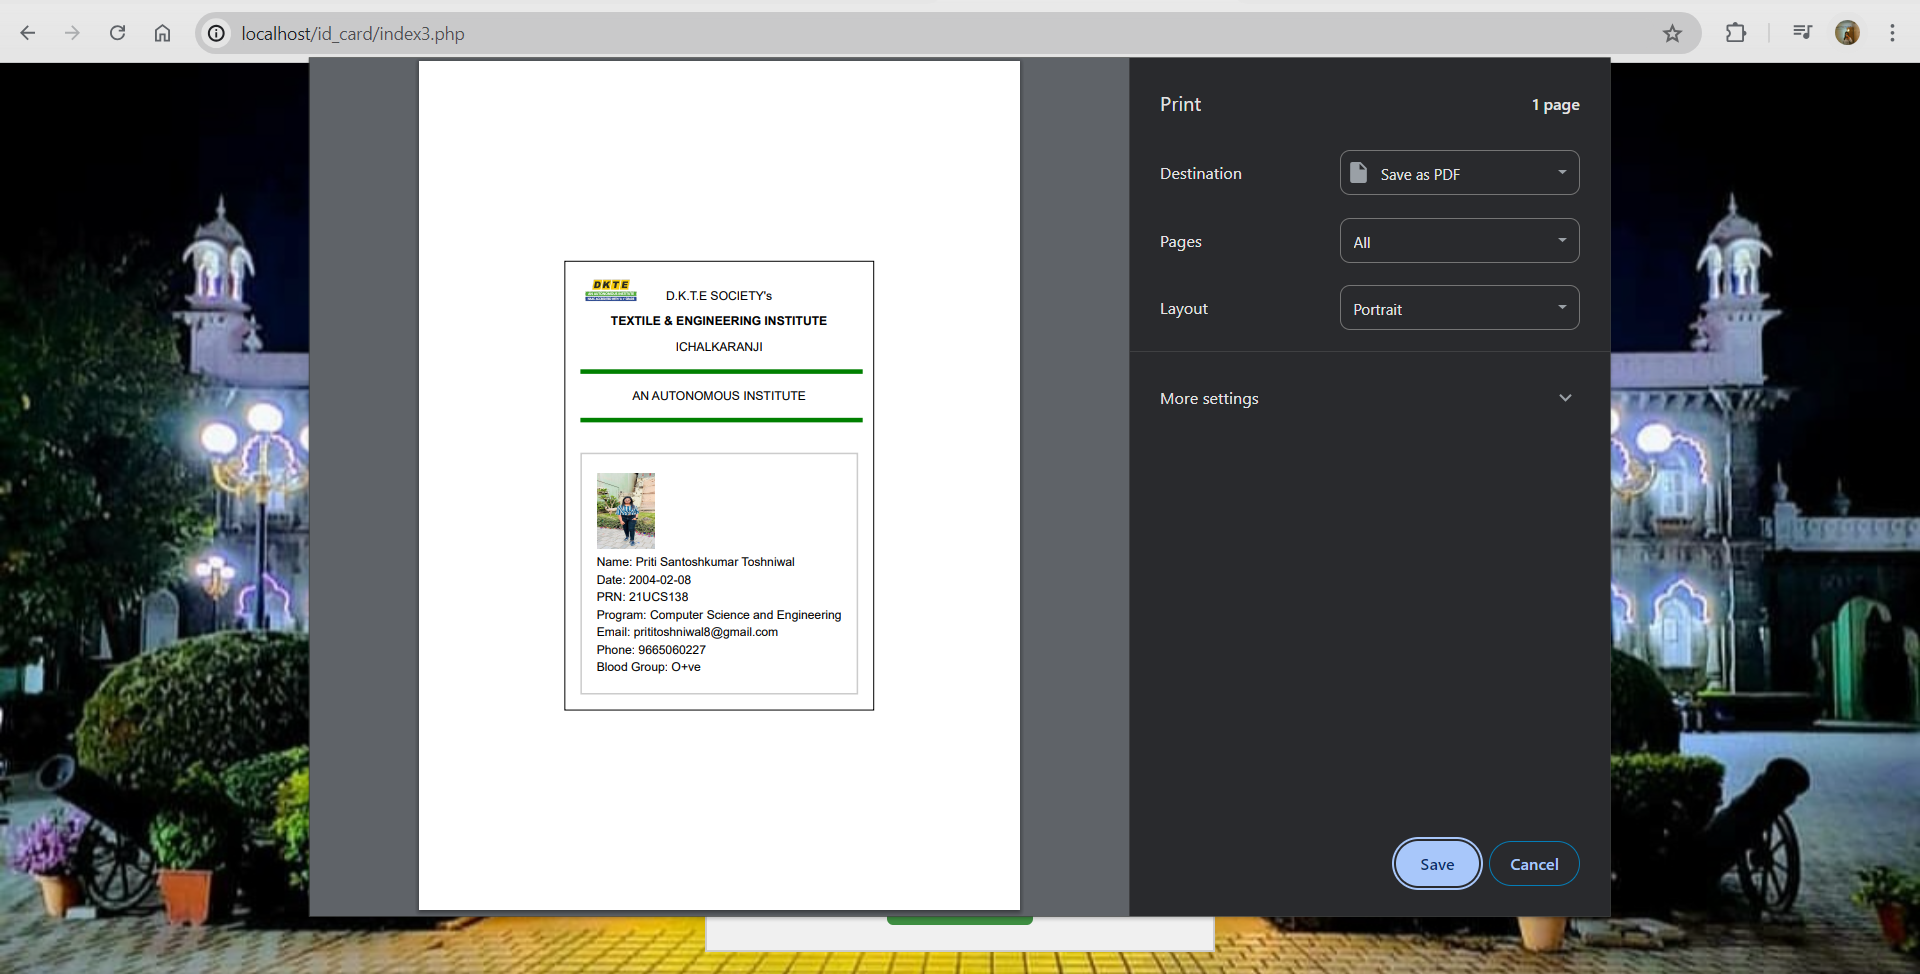 localhost/id_card/index3.php
Print
1 page
Destination
Save as PDF
Pages
All
Layout
Portrait
More settings
Save
Cancel
DKTE
D.K.T.E SOCIETY's
TEXTILE & ENGINEERING INSTITUTE
ICHALKARANJI
AN AUTONOMOUS INSTITUTE
Name: Priti Santoshkumar Toshniwal
Date: 2004-02-08
PRN: 21UCS138
Program: Computer Science and Engineering
Email: prititoshniwal8@gmail.com
Phone: 9665060227
Blood Group: O+ve